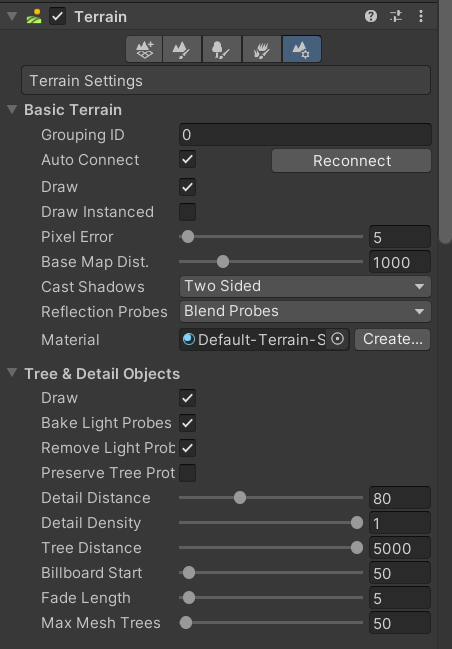 Terrain
Terrain Settings
Basic Terrain
Grouping ID 0
Auto Connect Reconnect
Draw
Draw Instanced
Pixel Error 5
Base Map Dist. 1000
Cast Shadows Two Sided
Reflection Probes Blend Probes
Material Default-Terrain-S Create...
Tree & Detail Objects
Draw
Bake Light Probes
Remove Light Prob
Preserve Tree Prot
Detail Distance 80
Detail Density 1
Tree Distance 5000
Billboard Start 50
Fade Length 5
Max Mesh Trees 50